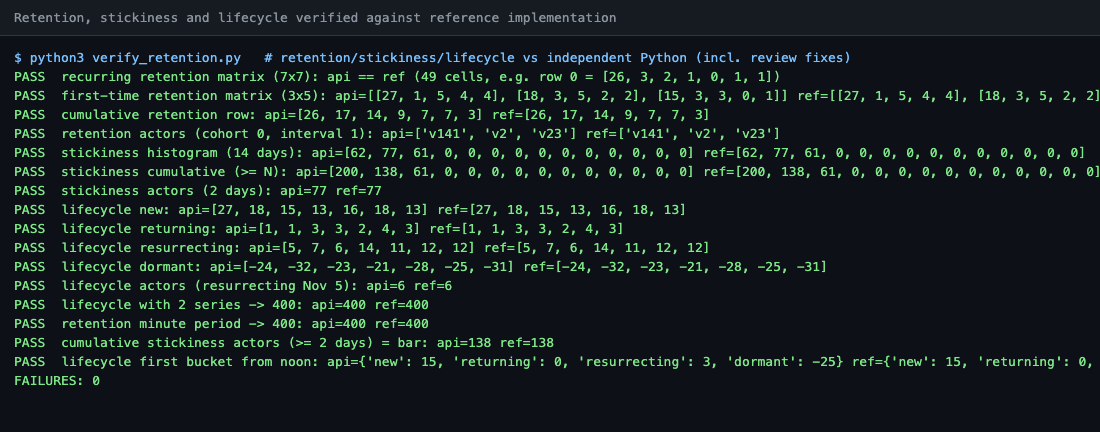 Retention, stickiness and lifecycle verified against reference implementation
$ python3 verify_retention.py   # retention/stickiness/lifecycle vs independent Python (incl. review fixes)
PASS  recurring retention matrix (7x7): api == ref (49 cells, e.g. row 0 = [26, 3, 2, 1, 0, 1, 1])
PASS  first-time retention matrix (3x5): api=[[27, 1, 5, 4, 4], [18, 3, 5, 2, 2], [15, 3, 3, 0, 1]] ref=[[27, 1, 5, 4, 4], [18, 3, 5, 2, 2]
PASS  cumulative retention row: api=[26, 17, 14, 9, 7, 7, 3] ref=[26, 17, 14, 9, 7, 7, 3]
PASS  retention actors (cohort 0, interval 1): api=['v141', 'v2', 'v23'] ref=['v141', 'v2', 'v23']
PASS  stickiness histogram (14 days): api=[62, 77, 61, 0, 0, 0, 0, 0, 0, 0, 0, 0, 0, 0] ref=[62, 77, 61, 0, 0, 0, 0, 0, 0, 0, 0, 0, 0, 0]
PASS  stickiness cumulative (>= N): api=[200, 138, 61, 0, 0, 0, 0, 0, 0, 0, 0, 0, 0, 0] ref=[200, 138, 61, 0, 0, 0, 0, 0, 0, 0, 0, 0, 0, 0]
PASS  stickiness actors (2 days): api=77 ref=77
PASS  lifecycle new: api=[27, 18, 15, 13, 16, 18, 13] ref=[27, 18, 15, 13, 16, 18, 13]
PASS  lifecycle returning: api=[1, 1, 3, 3, 2, 4, 3] ref=[1, 1, 3, 3, 2, 4, 3]
PASS  lifecycle resurrecting: api=[5, 7, 6, 14, 11, 12, 12] ref=[5, 7, 6, 14, 11, 12, 12]
PASS  lifecycle dormant: api=[-24, -32, -23, -21, -28, -25, -31] ref=[-24, -32, -23, -21, -28, -25, -31]
PASS  lifecycle actors (resurrecting Nov 5): api=6 ref=6
PASS  lifecycle with 2 series -> 400: api=400 ref=400
PASS  retention minute period -> 400: api=400 ref=400
PASS  cumulative stickiness actors (>= 2 days) = bar: api=138 ref=138
PASS  lifecycle first bucket from noon: api={'new': 15, 'returning': 0, 'resurrecting': 3, 'dormant': -25} ref={'new': 15, 'returning': 0,
FAILURES: 0